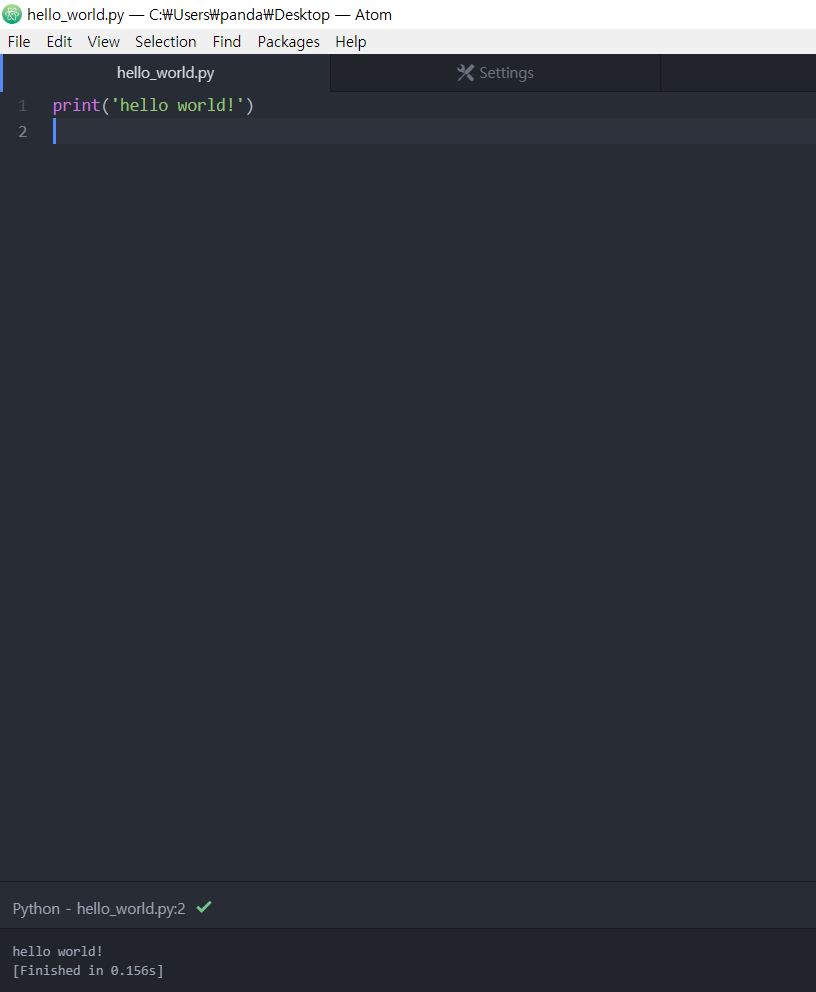 hello_world.py — C:₩Users₩panda₩Desktop — Atom
File Edit View Selection Find Packages Help
hello_world.py Settings
1 print('hello world!')
2
Python - hello_world.py:2
hello world!
[Finished in 0.156s]